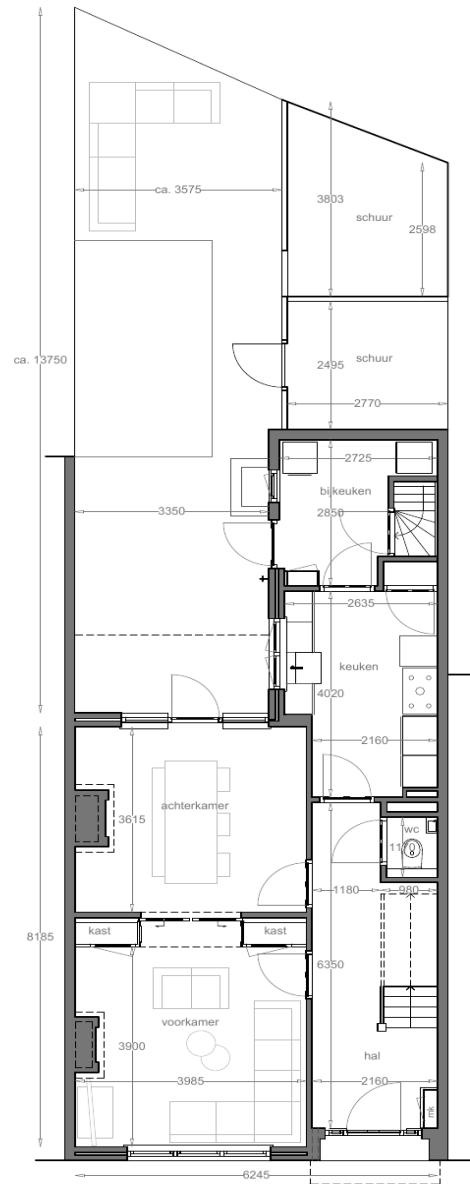 ca. 3575
3803
schuur
2598
ca. 13750
2495
schuur
2770
2725
bijkeuken
2850
3350
2635
keuken
4020
2160
achterkamer
3615
wc
1170
1180
980
8185
kast
kast
6350
voorkamer
3900
hal
3985
2160
mk
6245